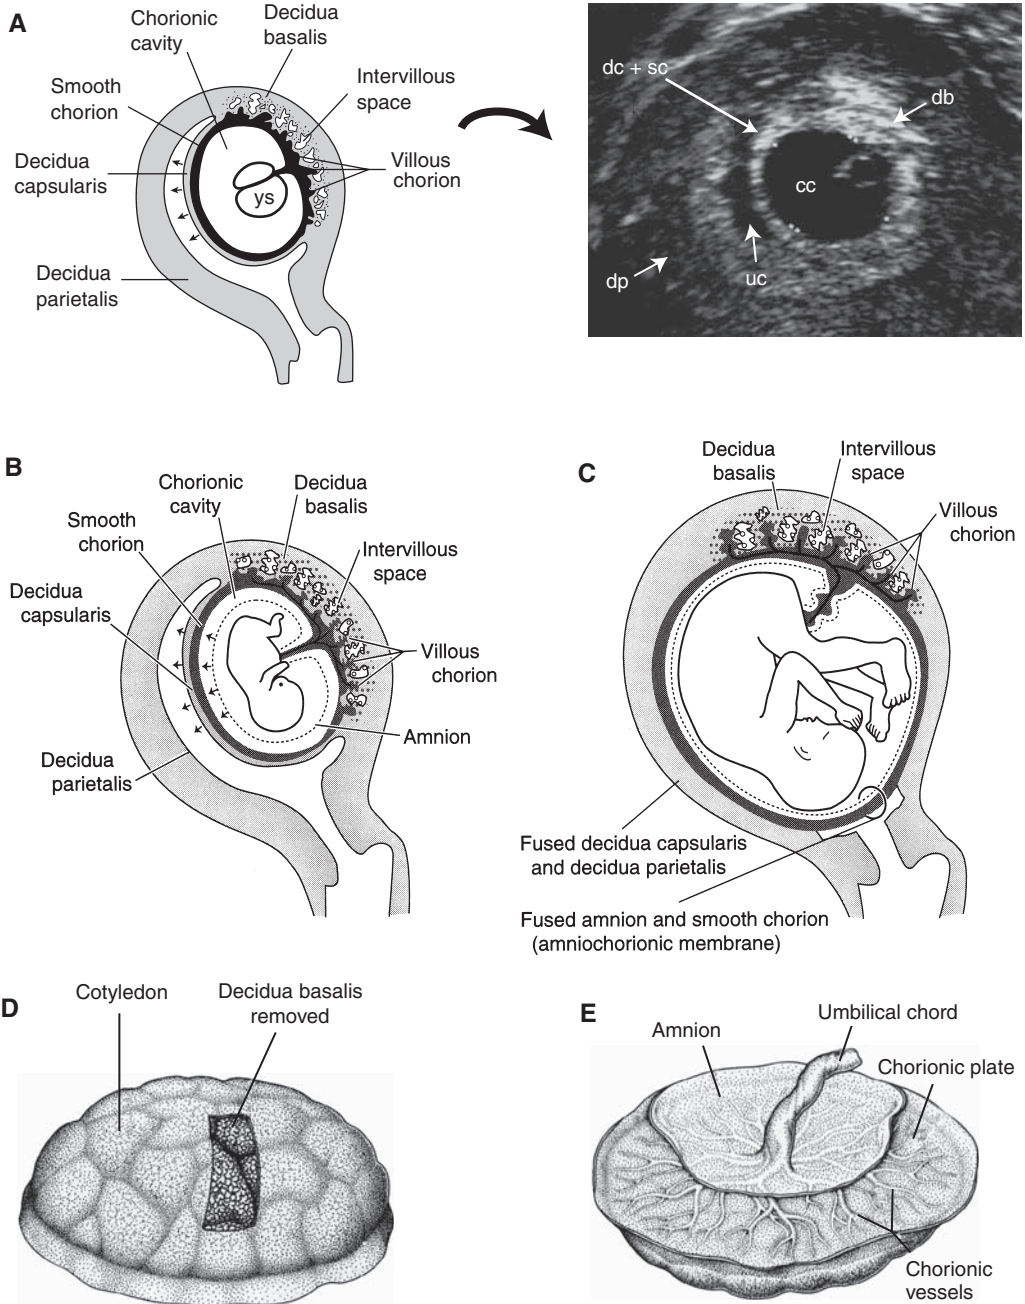 A
Chorionic
cavity
Decidua
basalis
Smooth
chorion
Intervillous
space
Decidua
capsularis
Villous
chorion
ys
Decidua
parietalis
dc + sc
db
cc
dp
uc
B
Chorionic
cavity
Decidua
basalis
Smooth
chorion
Intervillous
space
Decidua
capsularis
Villous
chorion
Amnion
Decidua
parietalis
C
Decidua
basalis
Intervillous
space
Villous
chorion
Fused decidua capsularis
and decidua parietalis
Fused amnion and smooth chorion
(amniochorionic membrane)
D
Cotyledon
Decidua basalis
removed
E
Amnion
Umbilical chord
Chorionic plate
Chorionic
vessels